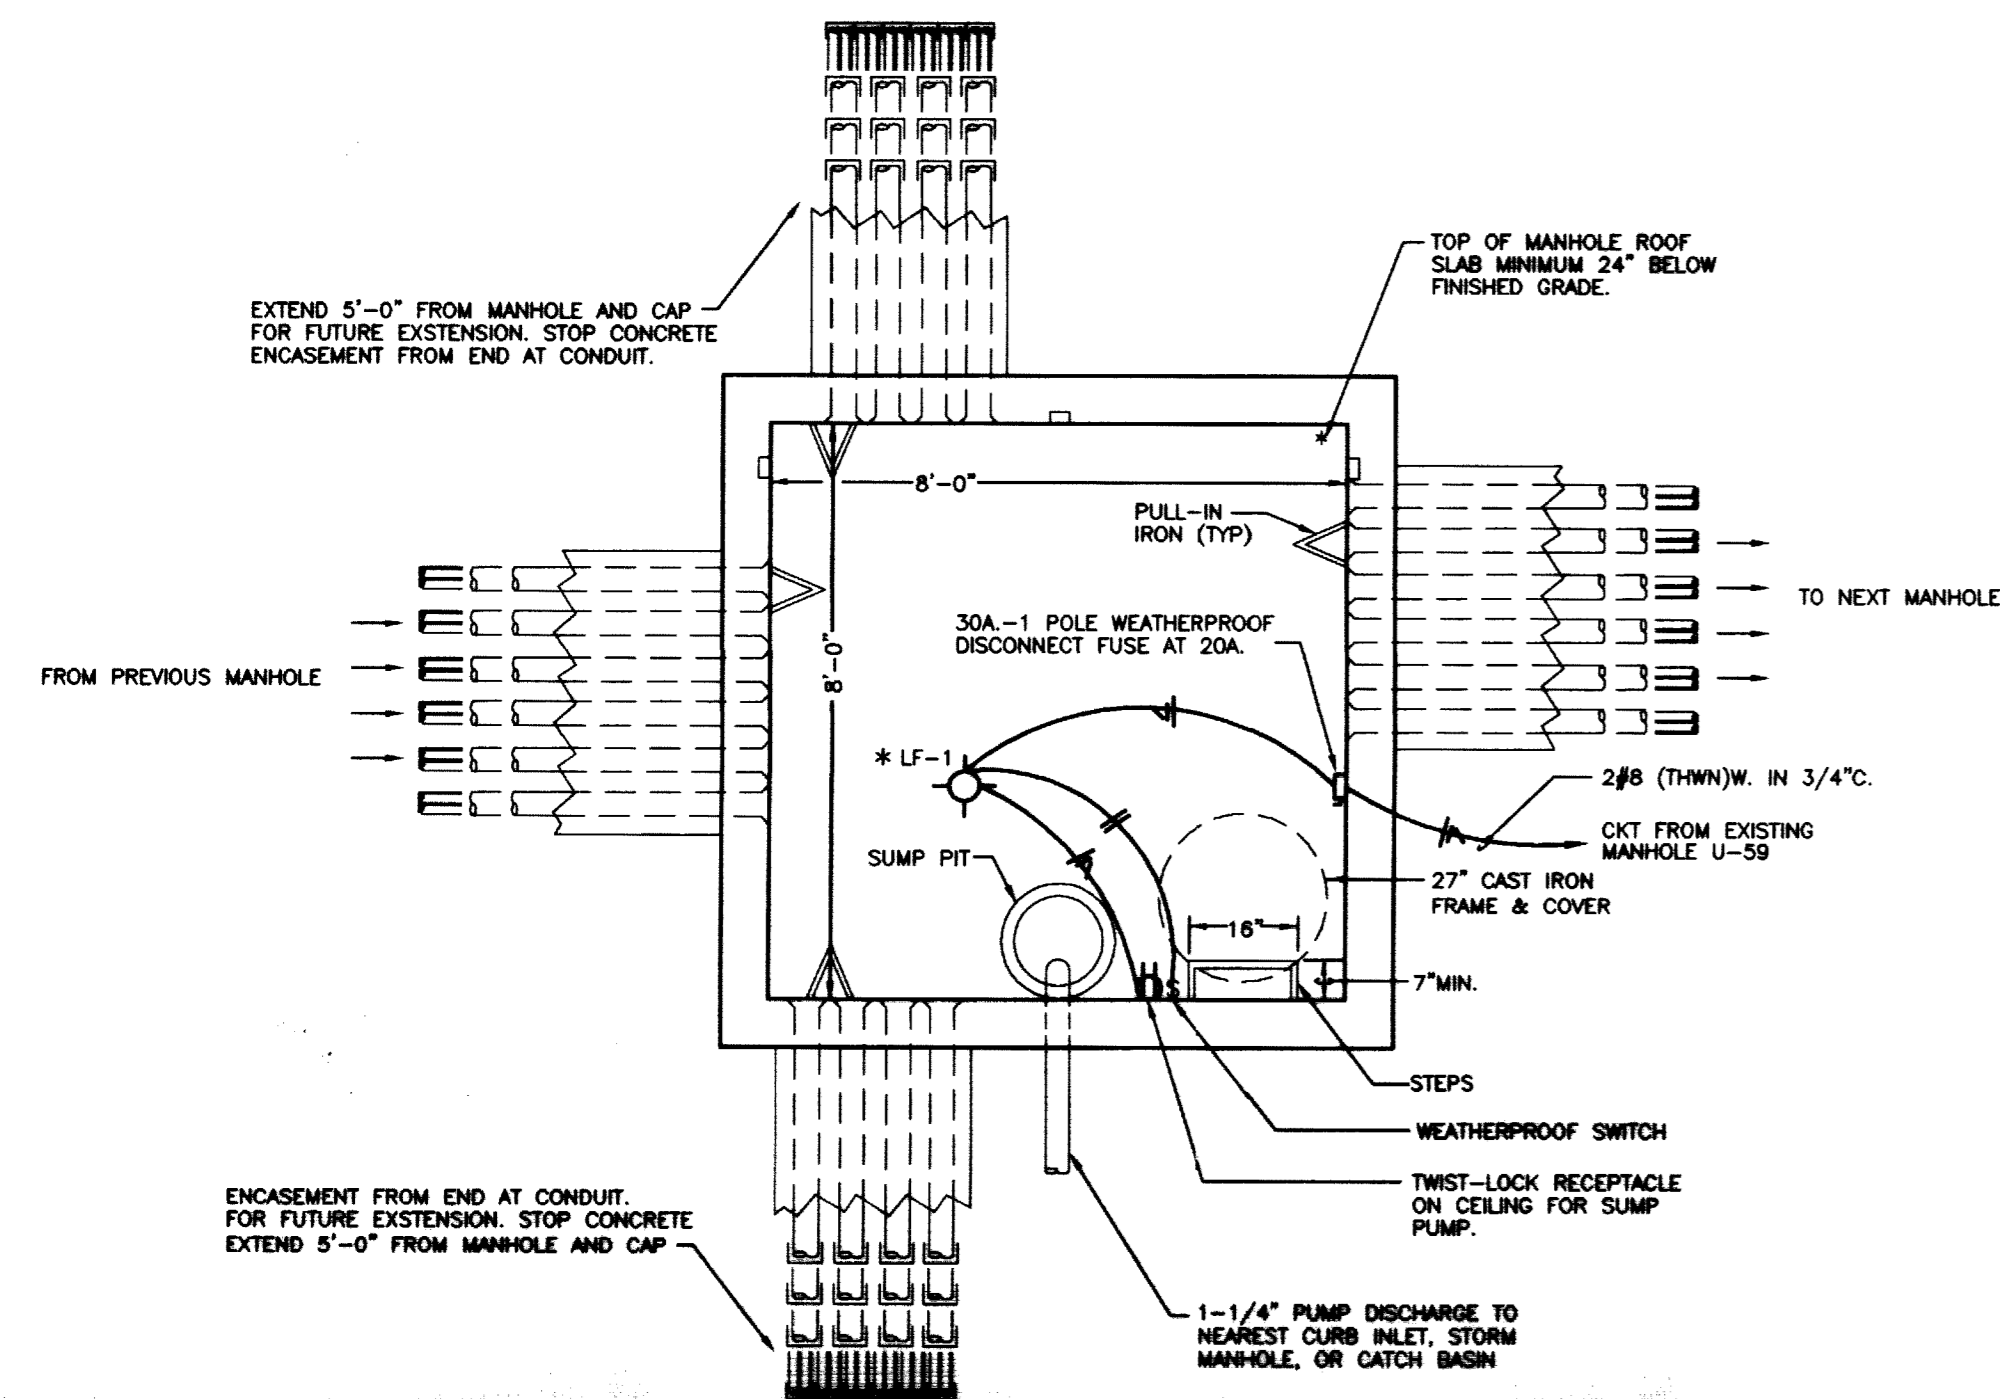 TOP OF MANHOLE ROOF
SLAB MINIMUM 24" BELOW
FINISHED GRADE.
EXTEND 5'-0" FROM MANHOLE AND CAP
FOR FUTURE EXSTENSION. STOP CONCRETE
ENCASEMENT FROM END AT CONDUIT.
*
8'-0"
PULL-IN
IRON (TYP)
TO NEXT MANHOLE
30A.-1 POLE WEATHERPROOF
DISCONNECT FUSE AT 20A.
8'-0"
FROM PREVIOUS MANHOLE
* LF-1
2#8 (THWN)W. IN 3/4"C.
CKT FROM EXISTING
MANHOLE U-59
SUMP PIT
27" CAST IRON
FRAME & COVER
16"
7"MIN.
S
STEPS
WEATHERPROOF SWITCH
TWIST-LOCK RECEPTACLE
ON CEILING FOR SUMP
PUMP.
ENCASEMENT FROM END AT CONDUIT.
FOR FUTURE EXSTENSION. STOP CONCRETE
EXTEND 5'-0" FROM MANHOLE AND CAP
1-1/4" PUMP DISCHARGE TO
NEAREST CURB INLET, STORM
MANHOLE, OR CATCH BASIN